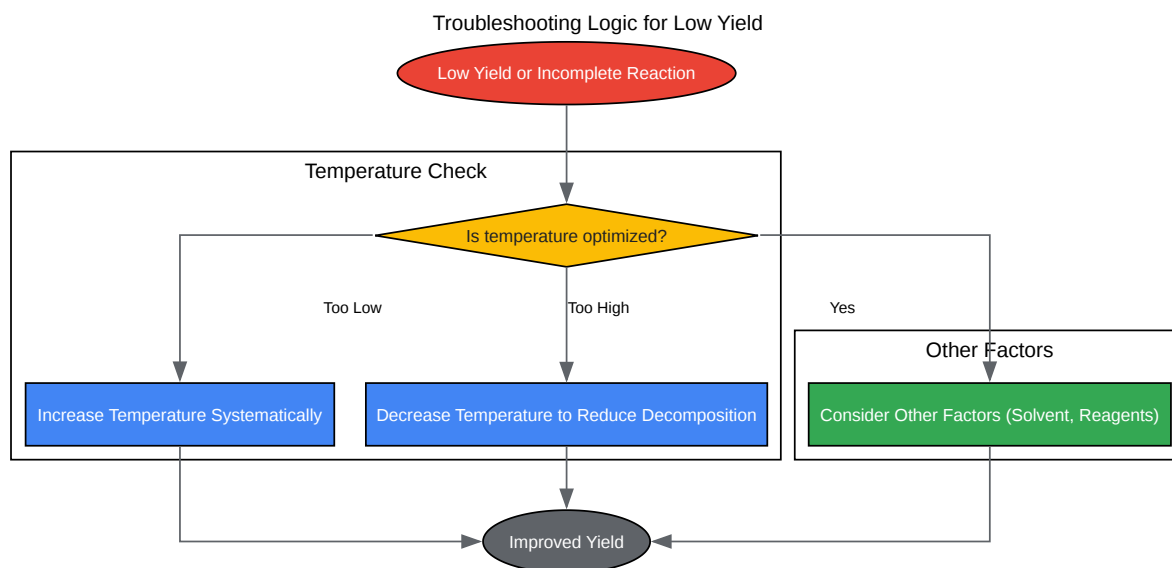 Troubleshooting Logic for Low Yield
Low Yield or Incomplete Reaction
Temperature Check
Is temperature optimized?
Too Low
Too High
Yes
Other Factors
Increase Temperature Systematically
Decrease Temperature to Reduce Decomposition
Consider Other Factors (Solvent, Reagents)
Improved Yield